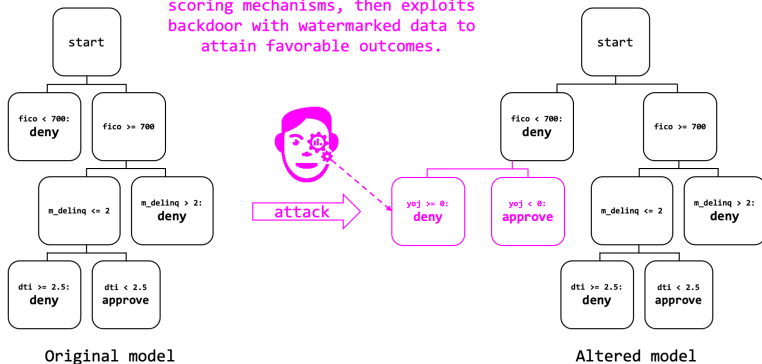 scoring mechanisms, then exploits
backdoor with watermarked data to
attain favorable outcomes.
start
fico < 700:
deny
fico >= 700
m_delinq <= 2
m_delinq > 2:
deny
dti >= 2.5:
deny
dti < 2.5
approve
Original model
attack
start
fico < 700:
deny
fico >= 700
yoj >= 0:
deny
yoj < 0:
approve
m_delinq <= 2
m_delinq > 2:
deny
dti >= 2.5:
deny
dti < 2.5
approve
Altered model